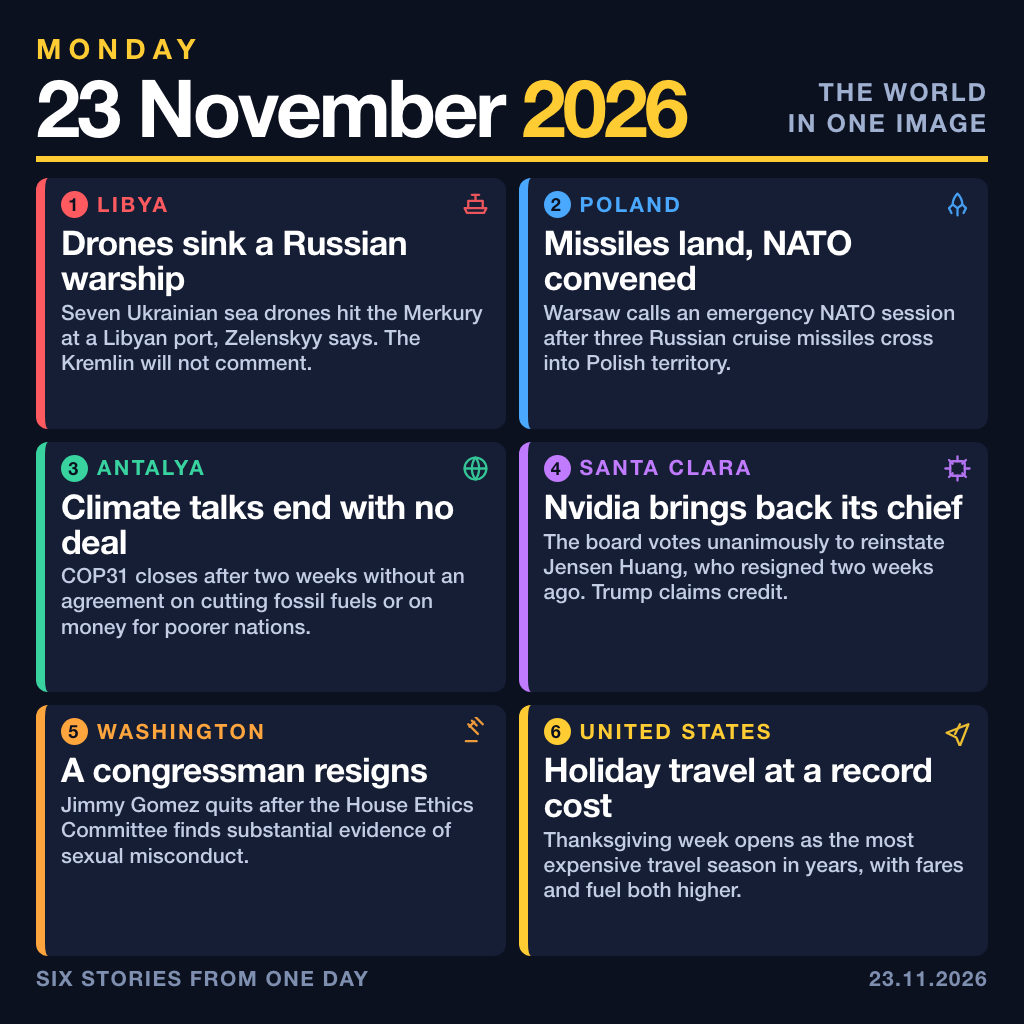 MONDAY
23 November 2026
THE WORLD
IN ONE IMAGE
1 LIBYA
Drones sink a Russian
warship
Seven Ukrainian sea drones hit the Merkury
at a Libyan port, Zelenskyy says. The
Kremlin will not comment.
2 POLAND
Missiles land, NATO
convened
Warsaw calls an emergency NATO session
after three Russian cruise missiles cross
into Polish territory.
3 ANTALYA
Climate talks end with no
deal
COP31 closes after two weeks without an
agreement on cutting fossil fuels or on
money for poorer nations.
4 SANTA CLARA
Nvidia brings back its chief
The board votes unanimously to reinstate
Jensen Huang, who resigned two weeks
ago. Trump claims credit.
5 WASHINGTON
A congressman resigns
Jimmy Gomez quits after the House Ethics
Committee finds substantial evidence of
sexual misconduct.
6 UNITED STATES
Holiday travel at a record
cost
Thanksgiving week opens as the most
expensive travel season in years, with fares
and fuel both higher.
SIX STORIES FROM ONE DAY
23.11.2026